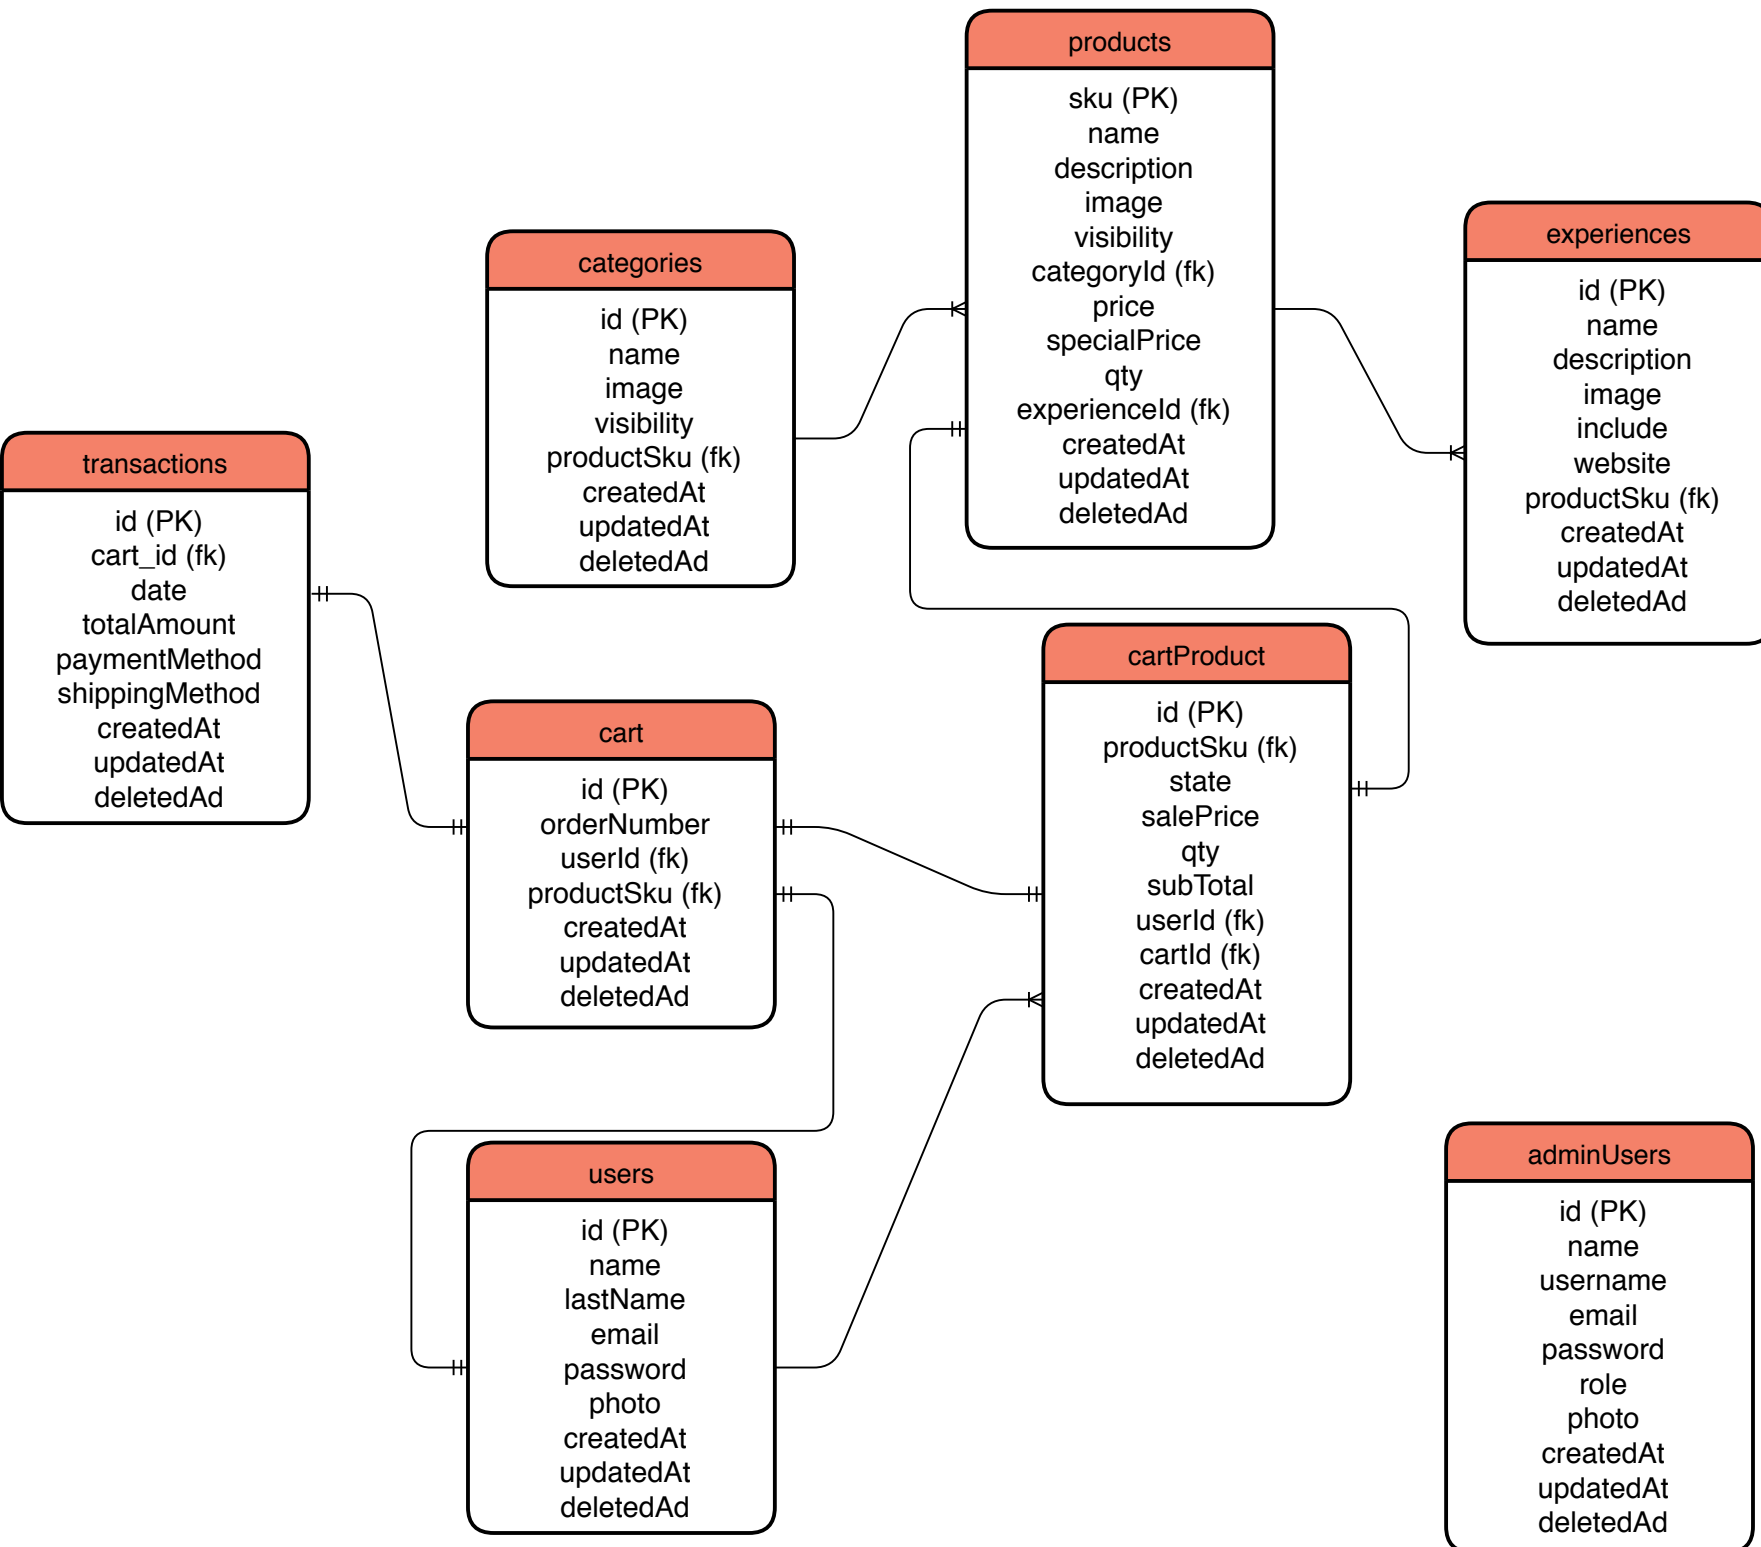 products
sku (PK)
name
description
image
visibility
categoryId (fk)
price
specialPrice
qty
experienceId (fk)
createdAt
updatedAt
deletedAd
experiences
id (PK)
name
description
image
include
website
productSku (fk)
createdAt
updatedAt
deletedAd
categories
id (PK)
name
image
visibility
productSku (fk)
createdAt
updatedAt
deletedAd
transactions
id (PK)
cart_id (fk)
date
totalAmount
paymentMethod
shippingMethod
createdAt
updatedAt
deletedAd
cartProduct
id (PK)
productSku (fk)
state
salePrice
qty
subTotal
userId (fk)
cartId (fk)
createdAt
updatedAt
deletedAd
cart
id (PK)
orderNumber
userId (fk)
productSku (fk)
createdAt
updatedAt
deletedAd
users
id (PK)
name
lastName
email
password
photo
createdAt
updatedAt
deletedAd
adminUsers
id (PK)
name
username
email
password
role
photo
createdAt
updatedAt
deletedAd